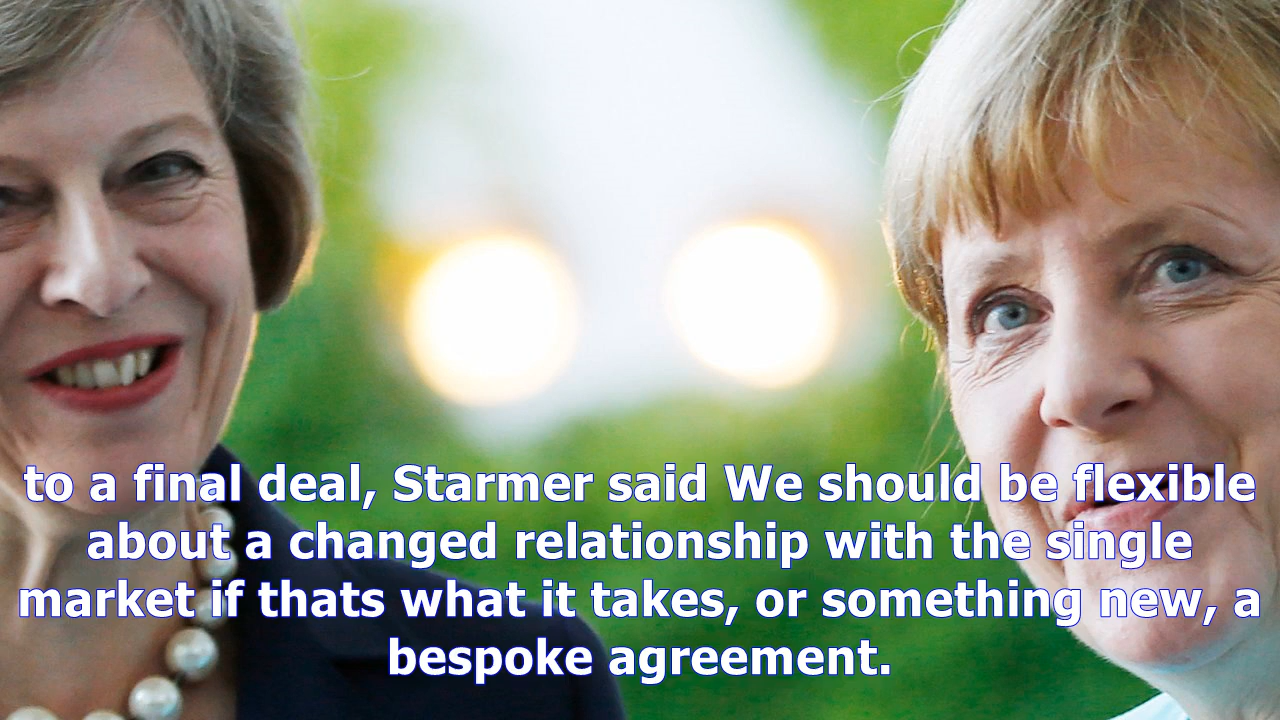 to a final deal, Starmer said We should be flexible
about a changed relationship with the single
market if thats what it takes, or something new, a
bespoke agreement.